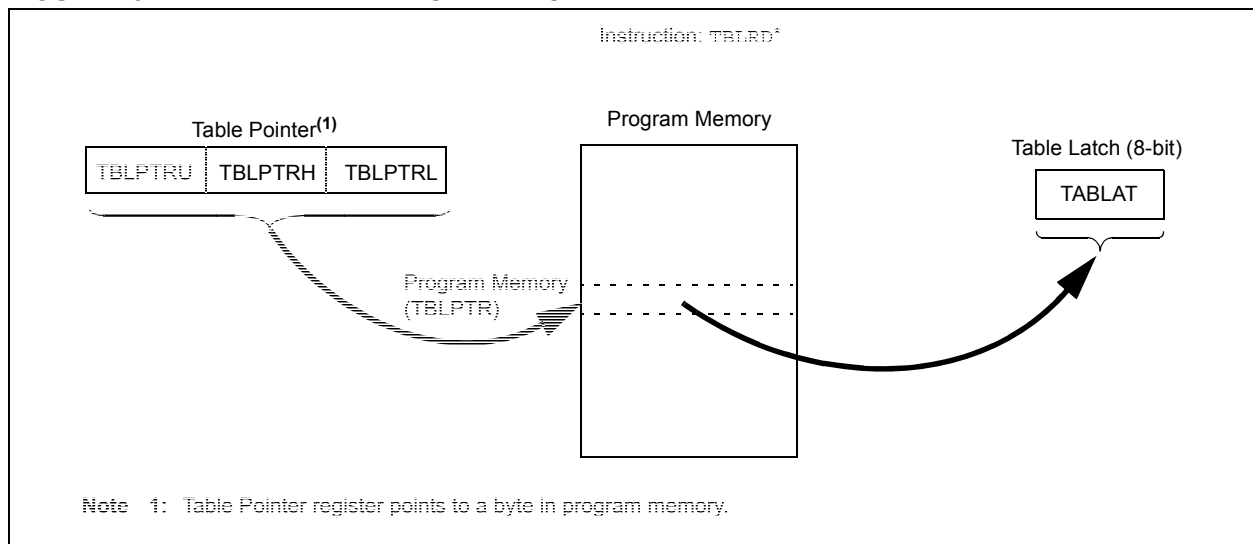 Instruction: TBLRD*
Table Pointer(1)
Program Memory
Table Latch (8-bit)
TBLPTRU TBLPTRH TBLPTRL
TABLAT
Program Memory
(TBLPTR)
Note 1: Table Pointer register points to a byte in program memory.